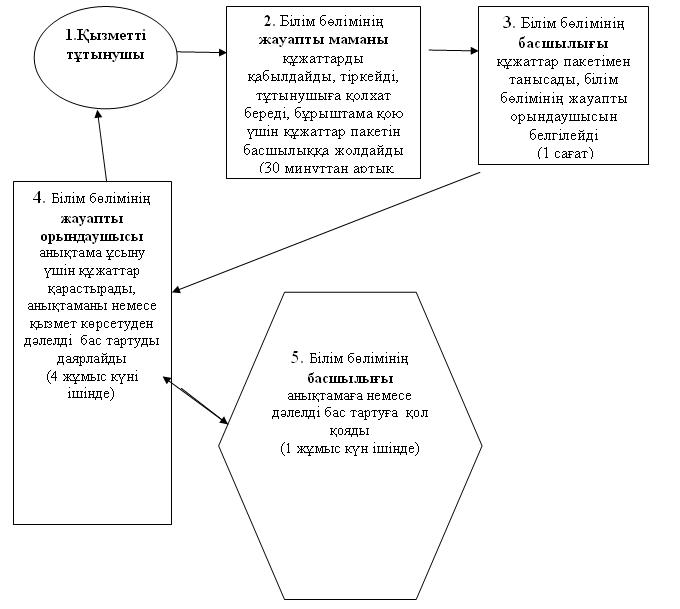 1.Қызметті
тұтынушы
2. Білім бөлімінің
жауапты маманы
құжаттарды
қабылдайды, тіркейді,
тұтынушыға қолхат
береді, бұрыштама қою
үшін құжаттар пакетін
басшылыққа жолдайды
(30 минуттан артық
3. Білім бөлімінің
басшылығы
құжаттар пакетімен
танысады, білім
бөлімінің жауапты
орындаушысын
белгілейді
(1 сағат)
4. Білім бөлімінің
жауапты
орындаушысы
анықтама ұсыну
үшін құжаттар
қарастырады,
анықтаманы немесе
қызмет көрсетуден
дәлелді бас тартуды
даярлайды
(4 жұмыс күні
ішінде)
5. Білім бөлімінің
басшылығы
анықтамаға немесе
дәлелді бас тартуға қол
қояды
(1 жұмыс күн ішінде)